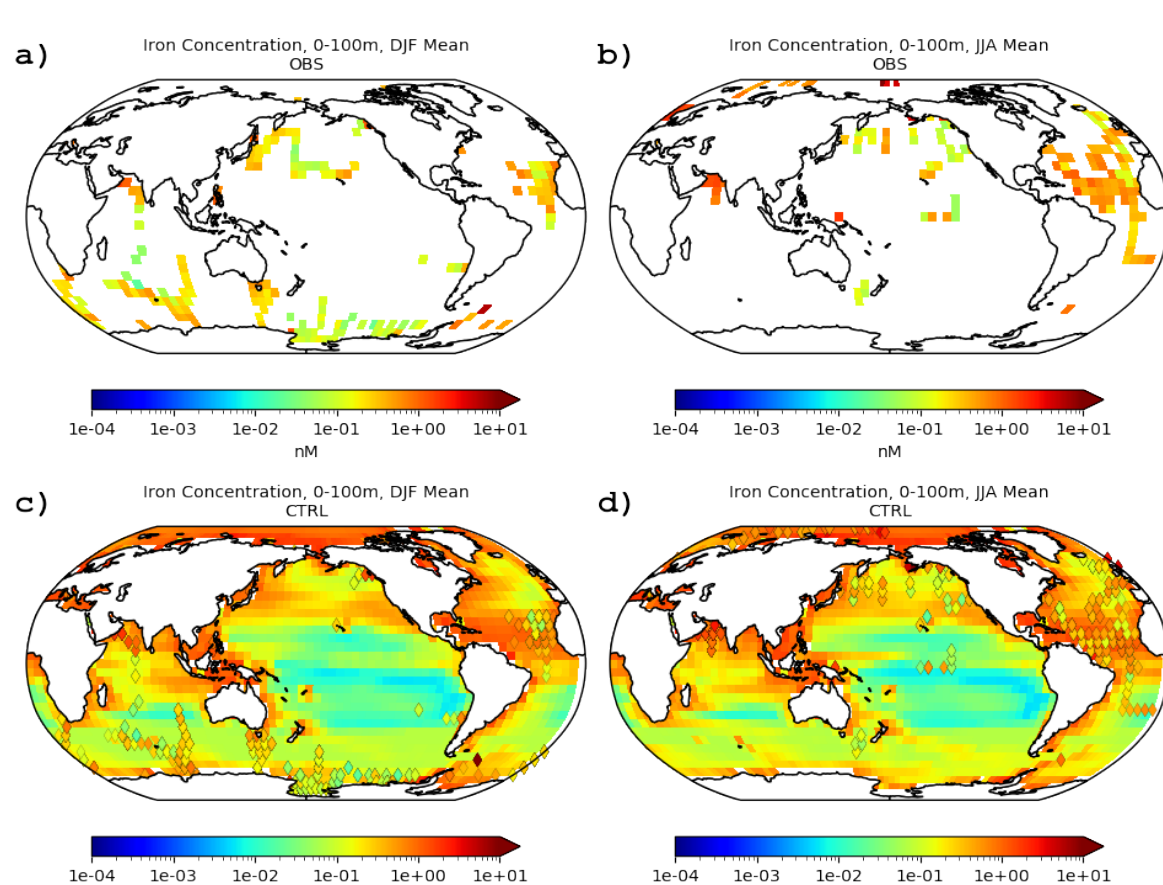 a)
Iron Concentration, 0-100m, DJF Mean
OBS
1e-04 1e-03 1e-02 1e-01 1e+00 1e+01
nM
b)
Iron Concentration, 0-100m, JJA Mean
OBS
1e-04 1e-03 1e-02 1e-01 1e+00 1e+01
nM
c)
Iron Concentration, 0-100m, DJF Mean
CTRL
1e-04 1e-03 1e-02 1e-01 1e+00 1e+01
d)
Iron Concentration, 0-100m, JJA Mean
CTRL
1e-04 1e-03 1e-02 1e-01 1e+00 1e+01